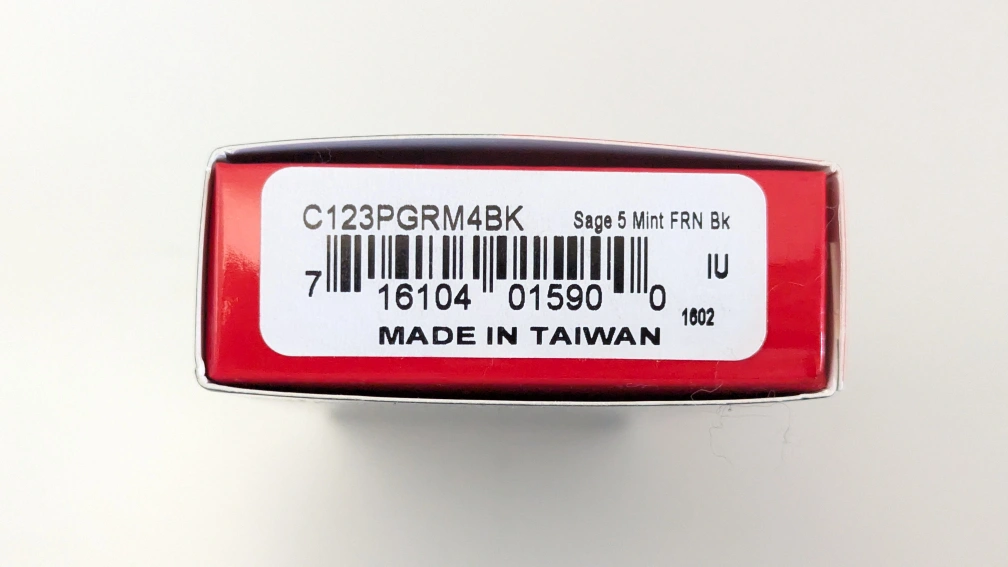 C123PGRM4BK Sage 5 Mint FRN Bk
IU
7 16104 01590 0
1602
MADE IN TAIWAN